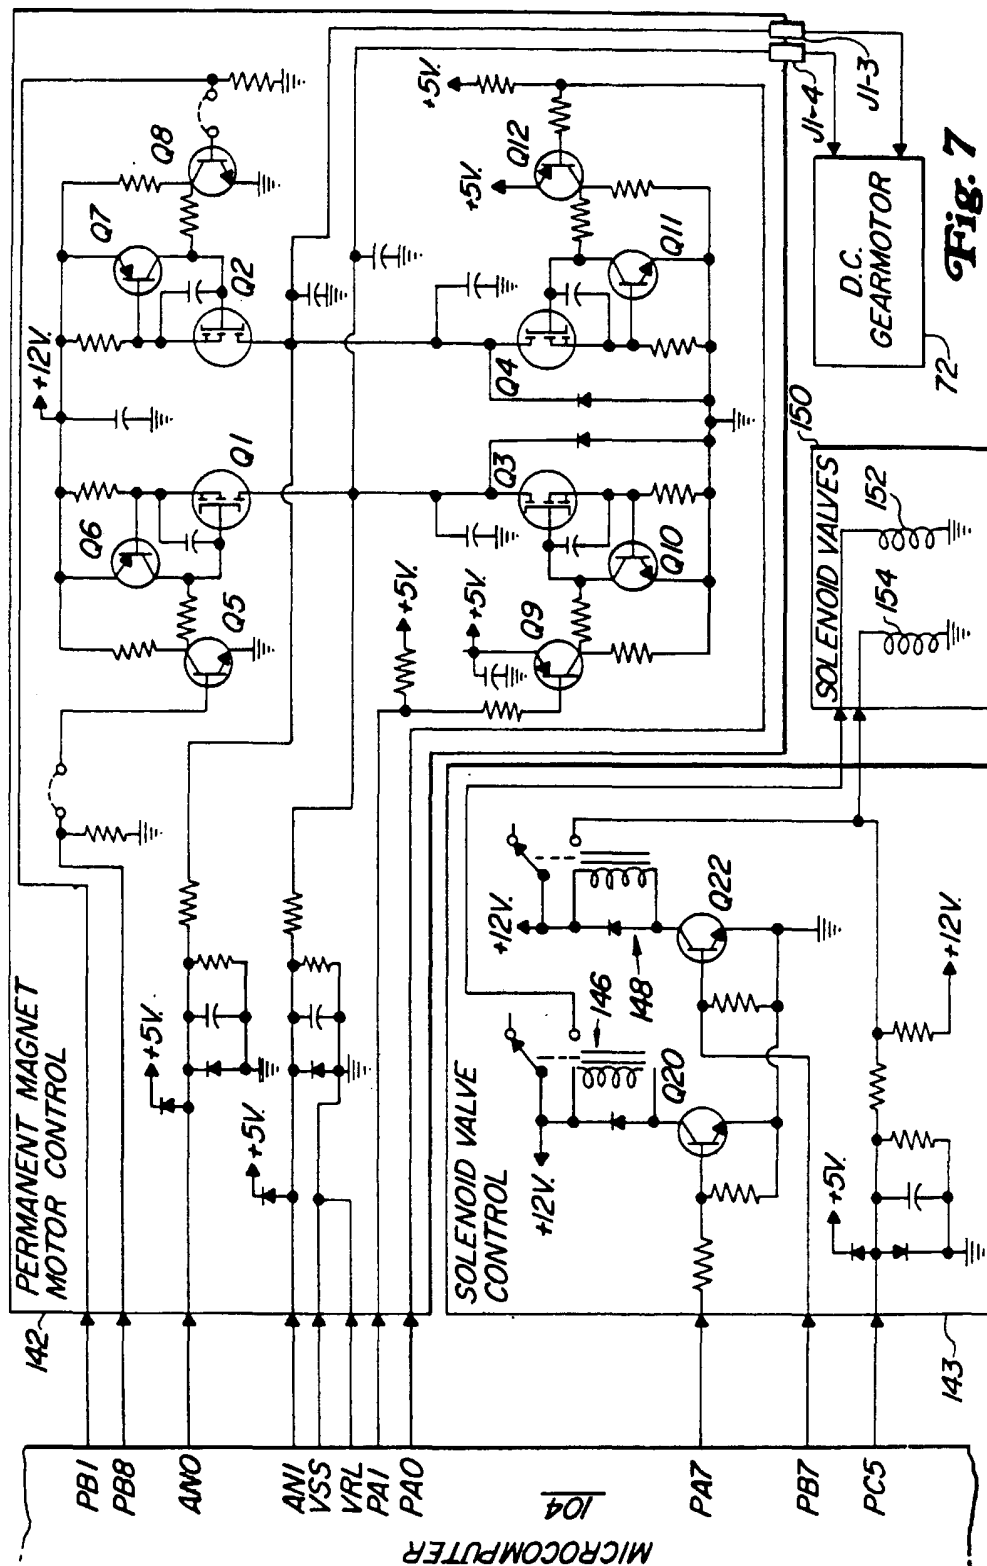 PERMANENT MAGNET
MOTOR CONTROL
142
+12V.
Q7
Q8
Q6
Q2
Q5
Q1
+5V.
+5V.
+5V.
+5V.
+5V.
+5V.
Q12
Q4
Q3
Q11
Q9
Q10
J1-4
J1-3
D.C.
GEARMOTOR
72
Fig. 7
SOLENOID VALVES
150
152
154
SOLENOID VALVE
CONTROL
143
+12V.
+12V.
146
148
Q20
Q22
+5V.
+12V.
PB1
PB8
AN0
AN1
VSS
VRL
PA1
PA0
PA7
PB7
PC5
104
MICROCOMPUTER